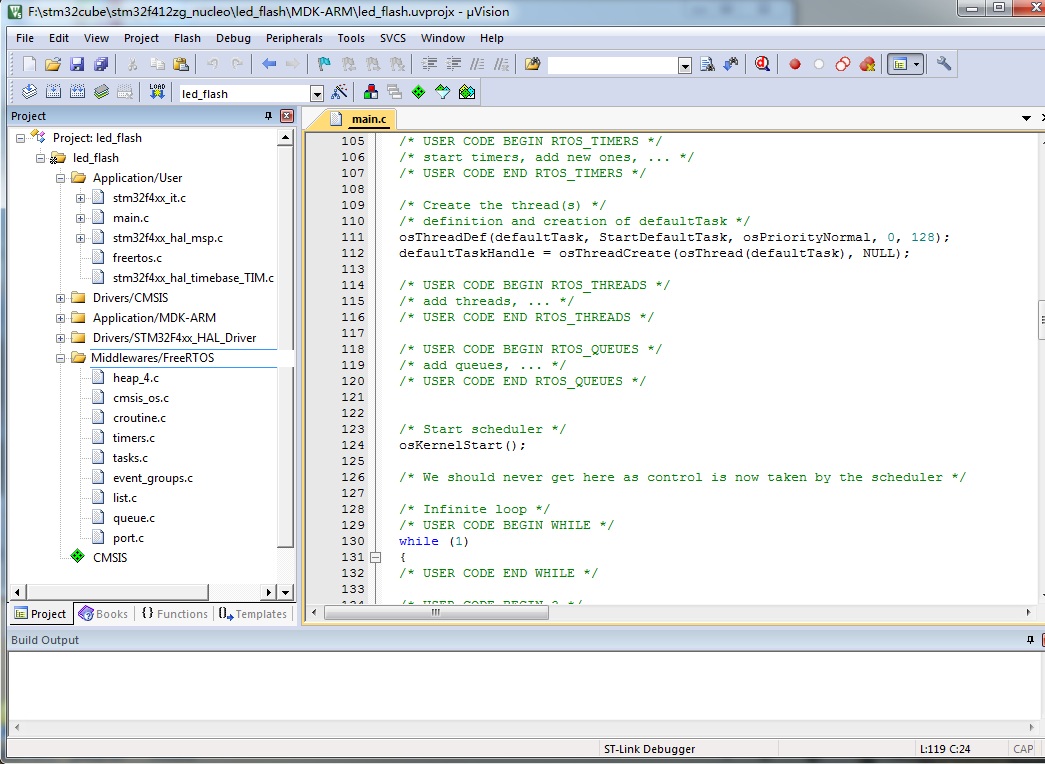 F:\stm32cube\stm32f412zg_nucleo\led_flash\MDK-ARM\led_flash.uvprojx - µVision
File Edit View Project Flash Debug Peripherals Tools SVCS Window Help
LOAD
led_flash
Project
main.c
Project: led_flash
led_flash
Application/User
stm32f4xx_it.c
main.c
stm32f4xx_hal_msp.c
freertos.c
stm32f4xx_hal_timebase_TIM.c
Drivers/CMSIS
Application/MDK-ARM
Drivers/STM32F4xx_HAL_Driver
Middlewares/FreeRTOS
heap_4.c
cmsis_os.c
croutine.c
timers.c
tasks.c
event_groups.c
list.c
queue.c
port.c
CMSIS
Project Books {} Functions Templates
105 /* USER CODE BEGIN RTOS_TIMERS */
106 /* start timers, add new ones, ... */
107 /* USER CODE END RTOS_TIMERS */
108
109 /* Create the thread(s) */
110 /* definition and creation of defaultTask */
111 osThreadDef(defaultTask, StartDefaultTask, osPriorityNormal, 0, 128);
112 defaultTaskHandle = osThreadCreate(osThread(defaultTask), NULL);
113
114 /* USER CODE BEGIN RTOS_THREADS */
115 /* add threads, ... */
116 /* USER CODE END RTOS_THREADS */
117
118 /* USER CODE BEGIN RTOS_QUEUES */
119 /* add queues, ... */
120 /* USER CODE END RTOS_QUEUES */
121
122
123 /* Start scheduler */
124 osKernelStart();
125
126 /* We should never get here as control is now taken by the scheduler */
127
128 /* Infinite loop */
129 /* USER CODE BEGIN WHILE */
130 while (1)
131 {
132 /* USER CODE END WHILE */
133
Build Output
ST-Link Debugger
L:119 C:24
CAP